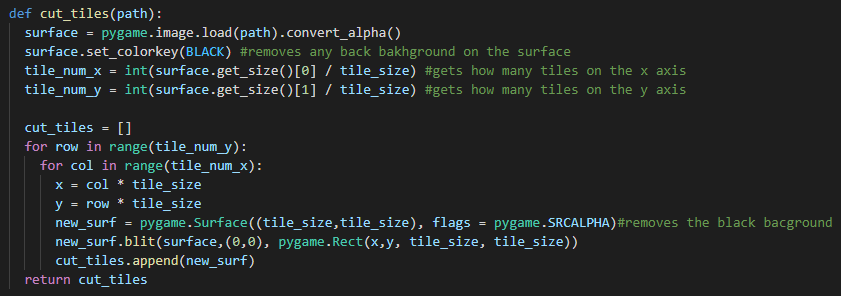 def cut_tiles(path):
  surface = pygame.image.load(path).convert_alpha()
  surface.set_colorkey(BLACK) #removes any back bakhground on the surface
  tile_num_x = int(surface.get_size()[0] / tile_size) #gets how many tiles on the x axis
  tile_num_y = int(surface.get_size()[1] / tile_size) #gets how many tiles on the y axis

  cut_tiles = []
  for row in range(tile_num_y):
    for col in range(tile_num_x):
      x = col * tile_size
      y = row * tile_size
      new_surf = pygame.Surface((tile_size,tile_size), flags = pygame.SRCALPHA)#removes the black bacground
      new_surf.blit(surface,(0,0), pygame.Rect(x,y, tile_size, tile_size))
      cut_tiles.append(new_surf)
  return cut_tiles